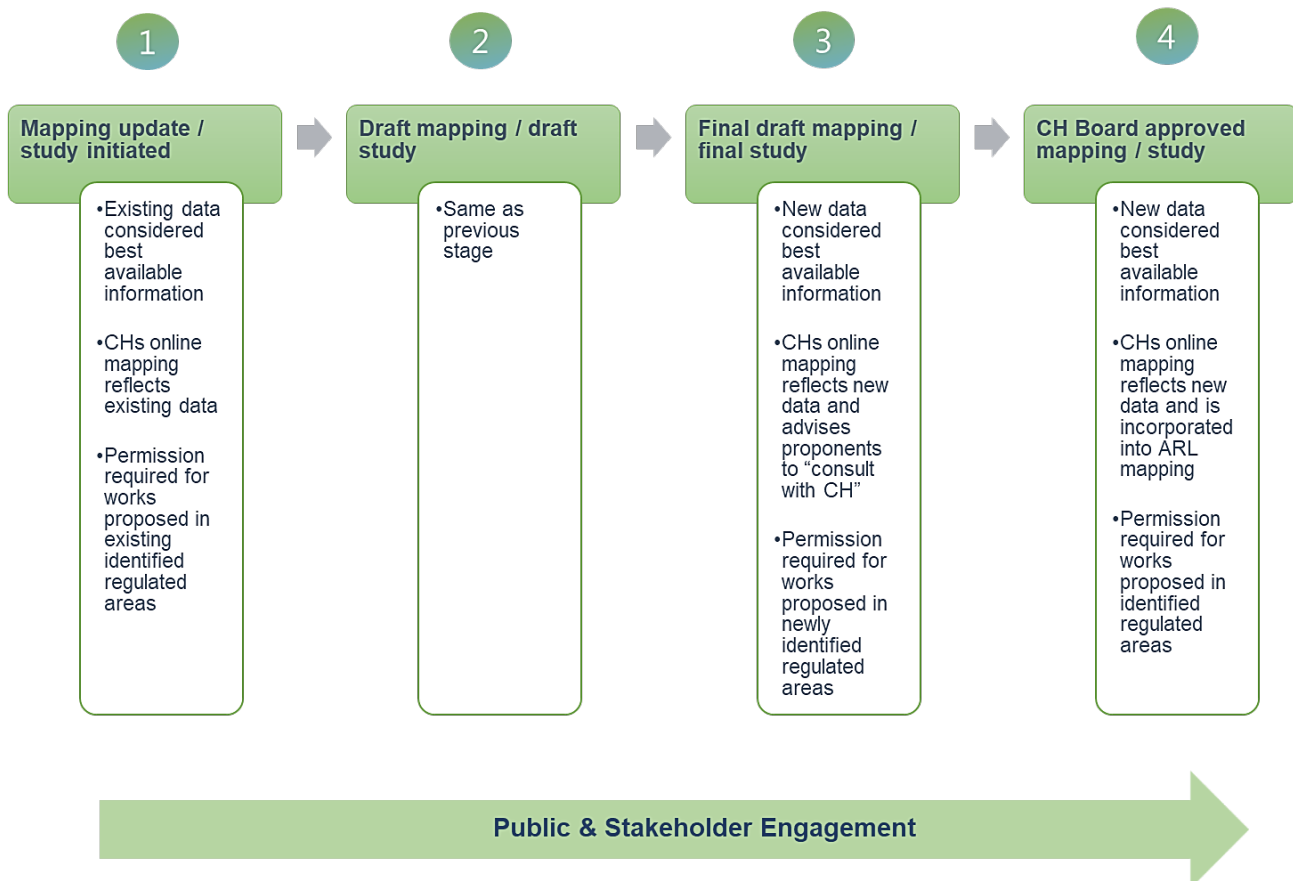 1
2
3
4
Mapping update /
study initiated
•Existing data
considered
best
available
information
•CHs online
mapping
reflects
existing data
•Permission
required for
works
proposed in
existing
identified
regulated
areas
Draft mapping / draft
study
•Same as
previous
stage
Final draft mapping /
final study
•New data
considered
best
available
information
•CHs online
mapping
reflects new
data and
advises
proponents
to “consult
with CH”
•Permission
required for
works
proposed in
newly
identified
regulated
areas
CH Board approved
mapping / study
•New data
considered
best
available
information
•CHs online
mapping
reflects new
data and is
incorporated
into ARL
mapping
•Permission
required for
works
proposed in
identified
regulated
areas
Public & Stakeholder Engagement